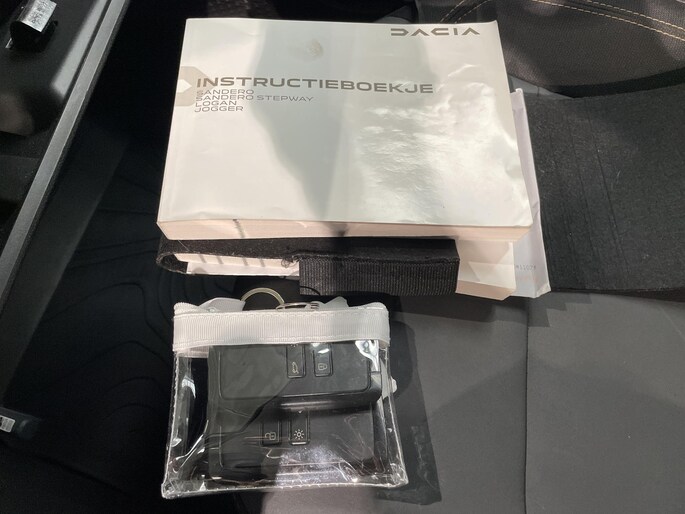 DACIA
INSTRUCTIEBOEKJE
SANDERO
SANDERO STEPWAY
LOGAN
JOGGER